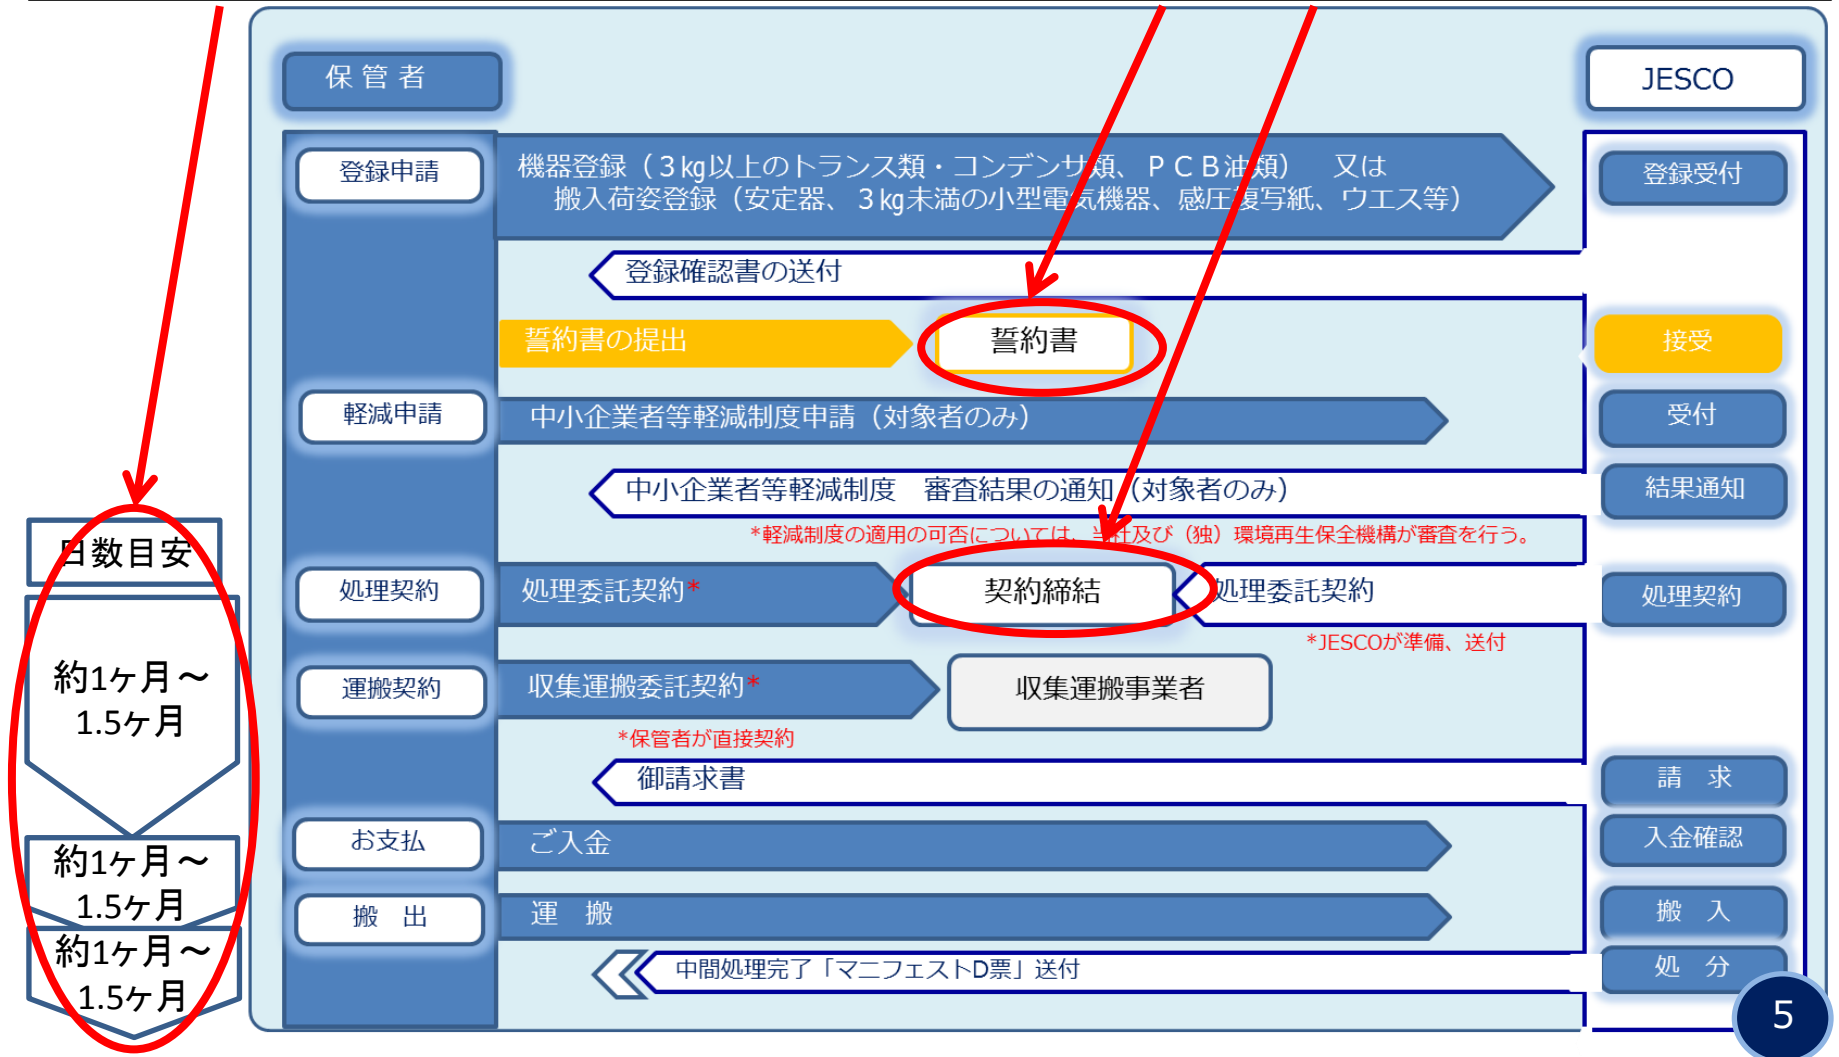 保 管 者
JESCO
登録申請
機器登録（３kg以上のトランス類・コンデンサ類、ＰＣＢ油類）　又は
搬入荷姿登録（安定器、３kg未満の小型電気機器、感圧複写紙、ウエス等）
登録受付
登録確認書の送付
誓約書の提出
誓約書
接受
軽減申請
中小企業者等軽減制度申請（対象者のみ）
受付
中小企業者等軽減制度　審査結果の通知（対象者のみ）
結果通知
*軽減制度の適用の可否については、当社及び（独）環境再生保全機構が審査を行う。
日数目安
処理契約
処理委託契約*
契約締結
処理委託契約
処理契約
*JESCOが準備、送付
約1ヶ月～
1.5ヶ月
運搬契約
収集運搬委託契約*
収集運搬事業者
*保管者が直接契約
御請求書
請　求
お支払
ご入金
入金確認
約1ヶ月～
1.5ヶ月
搬　出
運　搬
搬　入
約1ヶ月～
1.5ヶ月
中間処理完了「マニフェストD票」送付
処　分
5